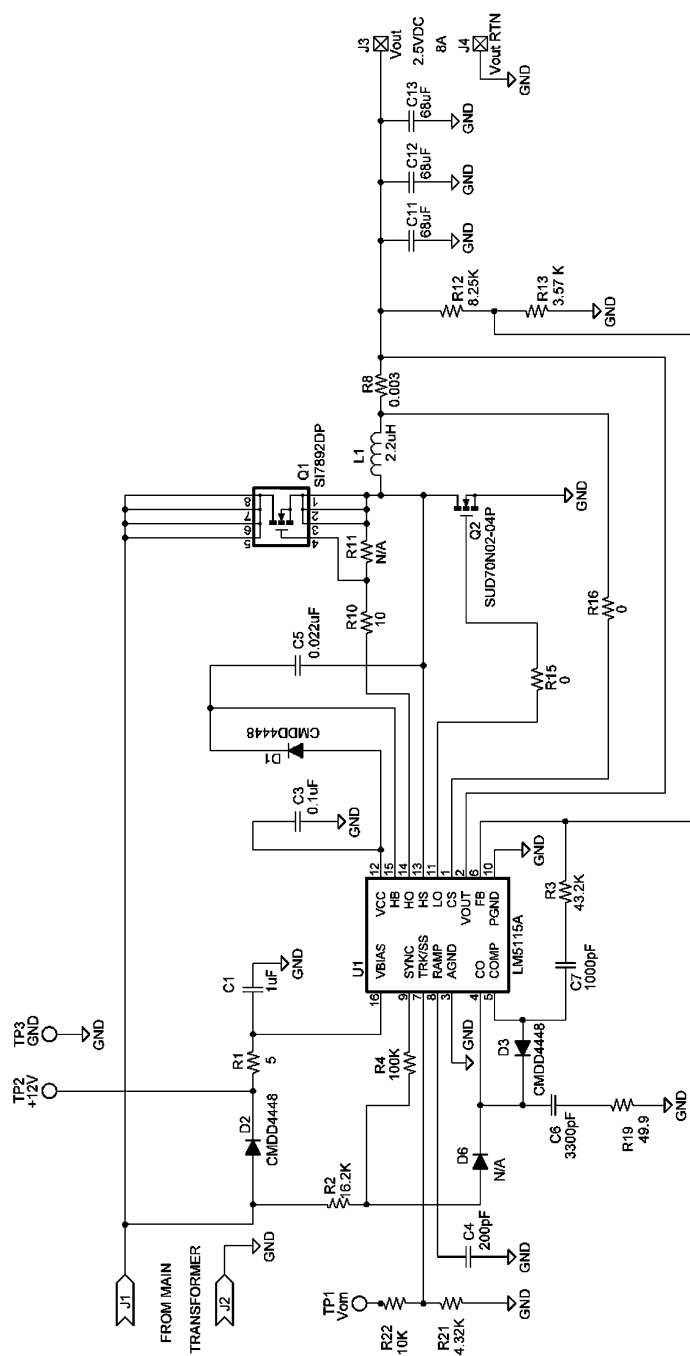 J3
Vout
2.5VDC
8A
J4
Vout RTN
GND
C13
68uF
GND
C12
68uF
GND
C11
68uF
GND
R12
8.25K
R13
3.57 K
GND
R8
0.003
L1
2.2uH
Q1
SI7892DP
8
7
6
5
1
2
3
4
R11
N/A
R10
10
Q2
SUD70N02-04P
GND
R16
0
R15
0
C5
0.022uF
D1
CMDD4448
C3
0.1uF
GND
U1
LM5115A
VBIAS
SYNC
TRK/SS
RAMP
AGND
CO
COMP
16
9
7
8
3
4
5
VCC
HB
HO
HS
LO
CS
VOUT
FB
PGND
12
15
14
13
11
1
2
6
10
GND
R3
43.2K
C7
1000pF
C1
1uF
GND
TP3
GND
GND
TP2
+12V
R1
5
R4
100K
GND
D3
CMDD4448
D2
CMDD4448
R2
16.2K
D6
N/A
C6
3300pF
R19
49.9
GND
C4
200pF
GND
J1
FROM MAIN
TRANSFORMER
J2
GND
TP1
Vom
R22
10K
R21
4.32K
GND